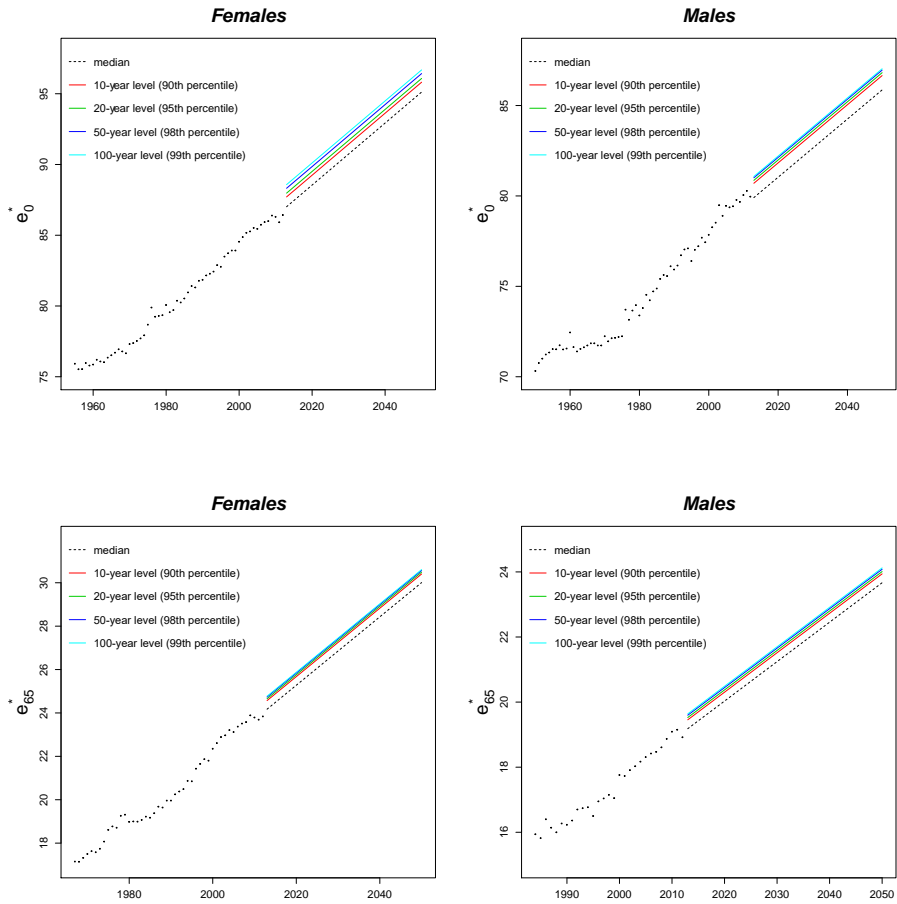 Females
median
10-year level (90th percentile)
20-year level (95th percentile)
50-year level (98th percentile)
100-year level (99th percentile)
e0*
75 80 85 90 95
1960 1980 2000 2020 2040
Males
median
10-year level (90th percentile)
20-year level (95th percentile)
50-year level (98th percentile)
100-year level (99th percentile)
e0*
70 75 80 85
1960 1980 2000 2020 2040
Females
median
10-year level (90th percentile)
20-year level (95th percentile)
50-year level (98th percentile)
100-year level (99th percentile)
e65*
18 20 22 24 26 28 30
1980 2000 2020 2040
Males
median
10-year level (90th percentile)
20-year level (95th percentile)
50-year level (98th percentile)
100-year level (99th percentile)
e65*
16 18 20 22 24
1990 2000 2010 2020 2030 2040 2050